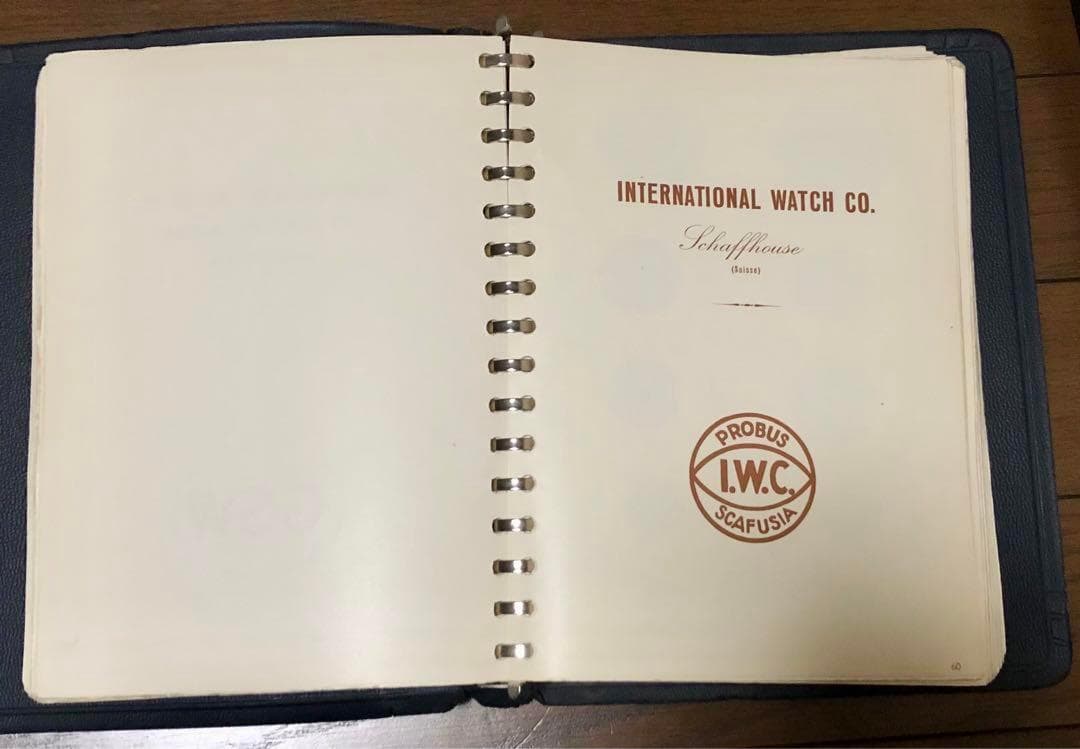 INTERNATIONAL WATCH CO.
Schaffhouse
(Suisse)
PROBUS
I.W.C.
SCAFUSIA
60